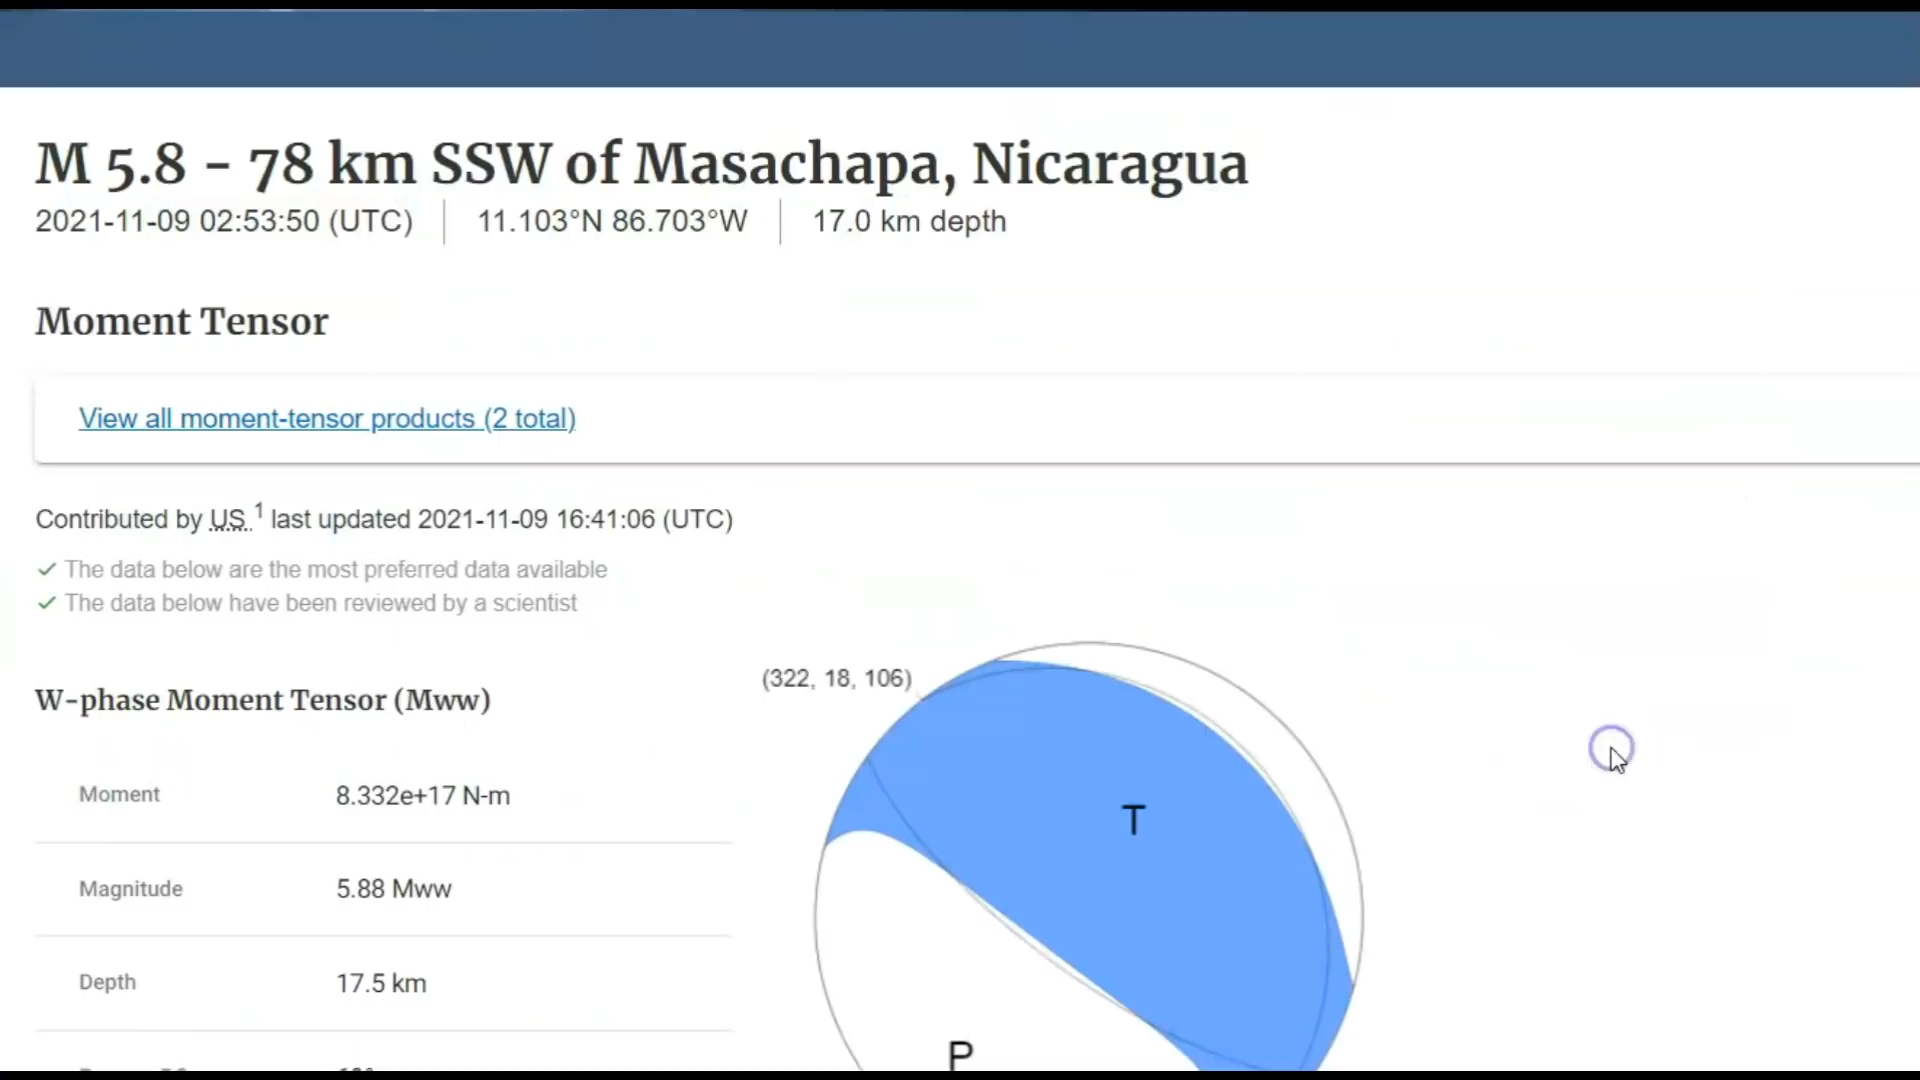 M 5.8 - 78 km SSW of Masachapa, Nicaragua
2021-11-09 02:53:50 (UTC) 11.103°N 86.703°W 17.0 km depth
Moment Tensor
View all moment-tensor products (2 total)
Contributed by US 1 last updated 2021-11-09 16:41:06 (UTC)
The data below are the most preferred data available
The data below have been reviewed by a scientist
W-phase Moment Tensor (Mww)
(322, 18, 106)
Moment 8.332e+17 N-m
T
Magnitude 5.88 Mww
Depth 17.5 km
P